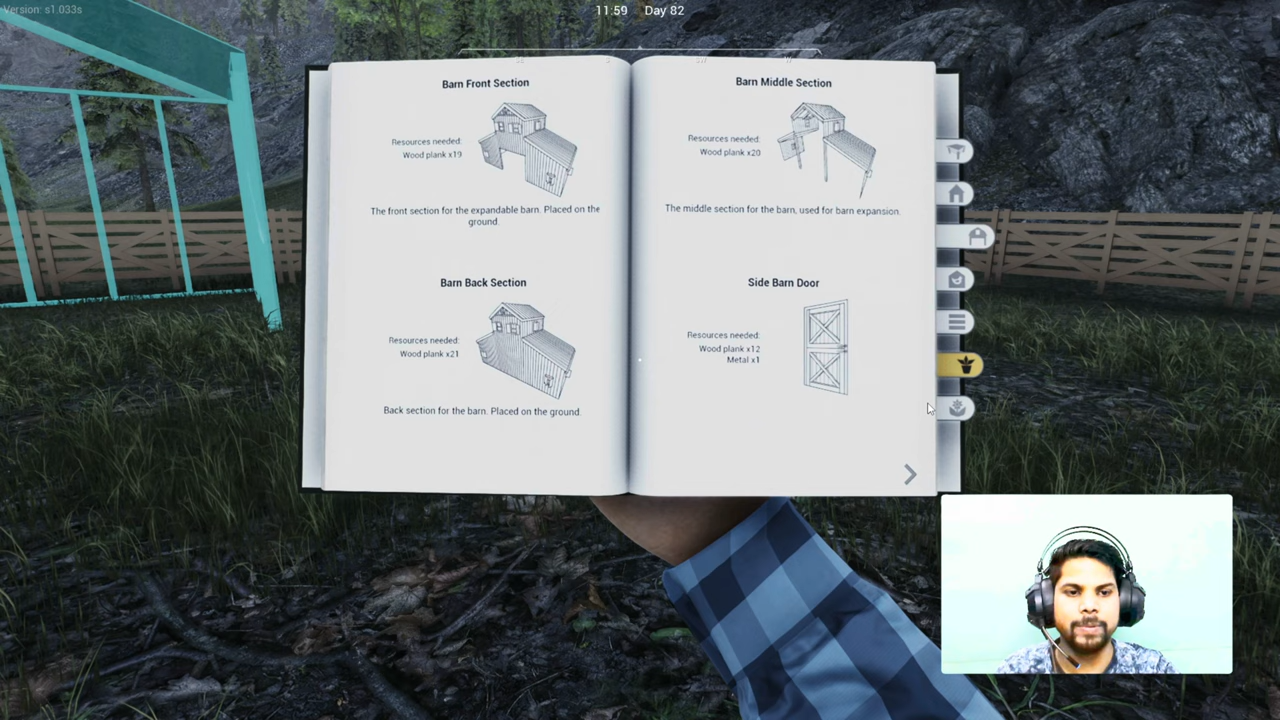 Version: s1.033s
11:59 Day 82
Barn Front Section
Resources needed:
Wood plank x19
The front section for the expandable barn. Placed on the
ground.
Barn Back Section
Resources needed:
Wood plank x21
Back section for the barn. Placed on the ground.
Barn Middle Section
Resources needed:
Wood plank x20
The middle section for the barn, used for barn expansion.
Side Barn Door
Resources needed:
Wood plank x12
Metal x1